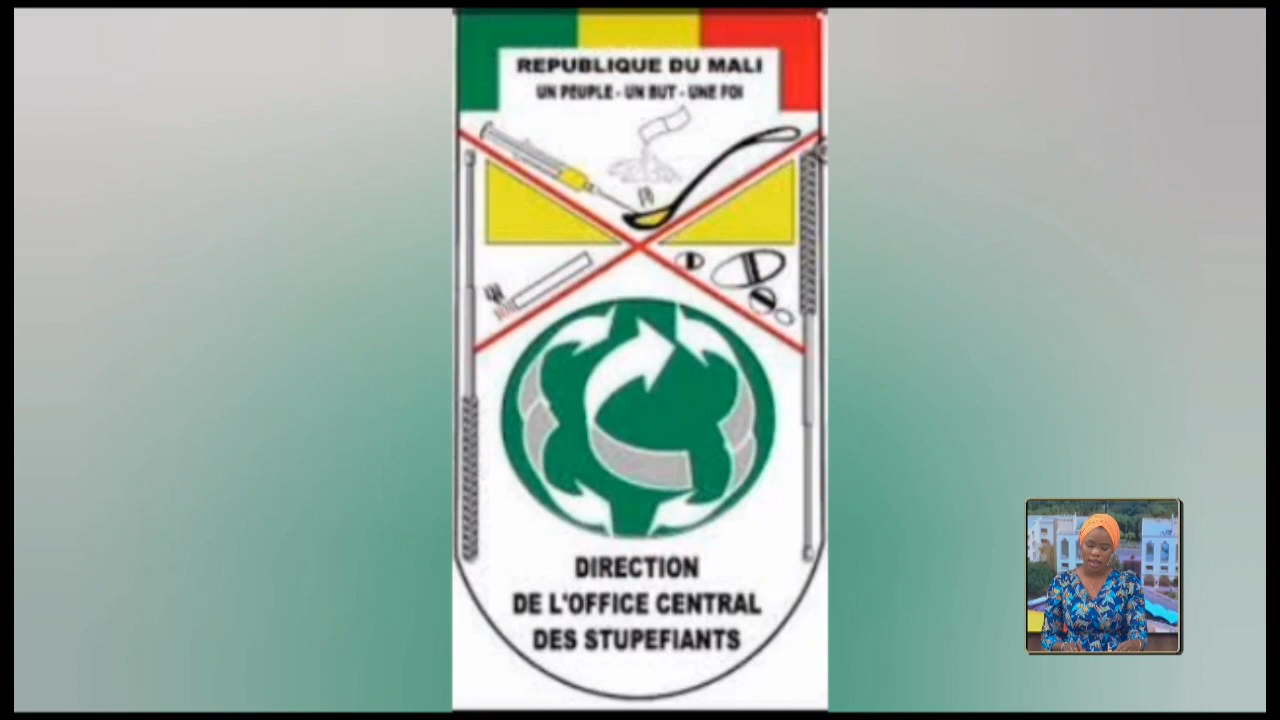 REPUBLIQUE DU MALI
UN PEUPLE - UN BUT - UNE FOI
DIRECTION
DE L'OFFICE CENTRAL
DES STUPEFIANTS